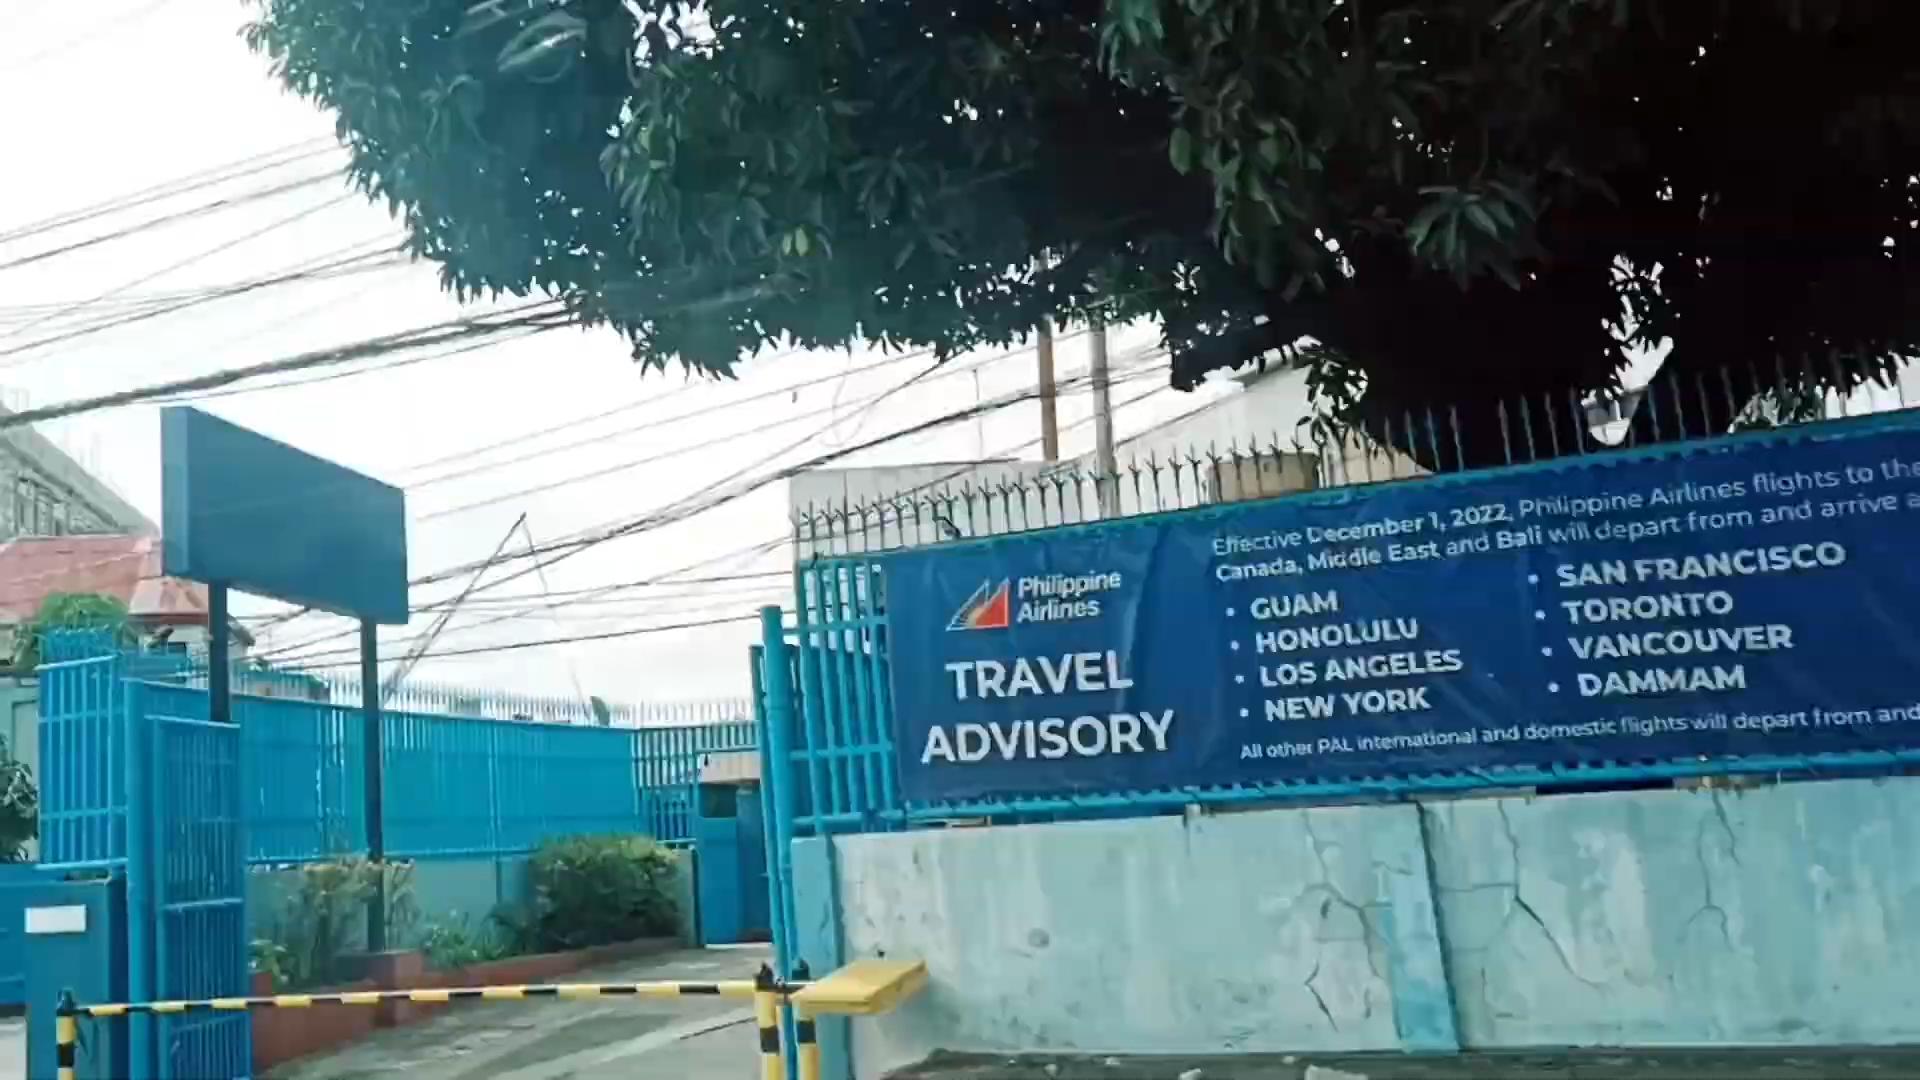 Philippine
Airlines
TRAVEL
ADVISORY
Effective December 1, 2022, Philippine Airlines flights to the
Canada, Middle East and Bali will depart from and arrive
• GUAM
• HONOLULU
• LOS ANGELES
• NEW YORK
• SAN FRANCISCO
• TORONTO
• VANCOUVER
• DAMMAM
All other PAL international and domestic flights will depart from and